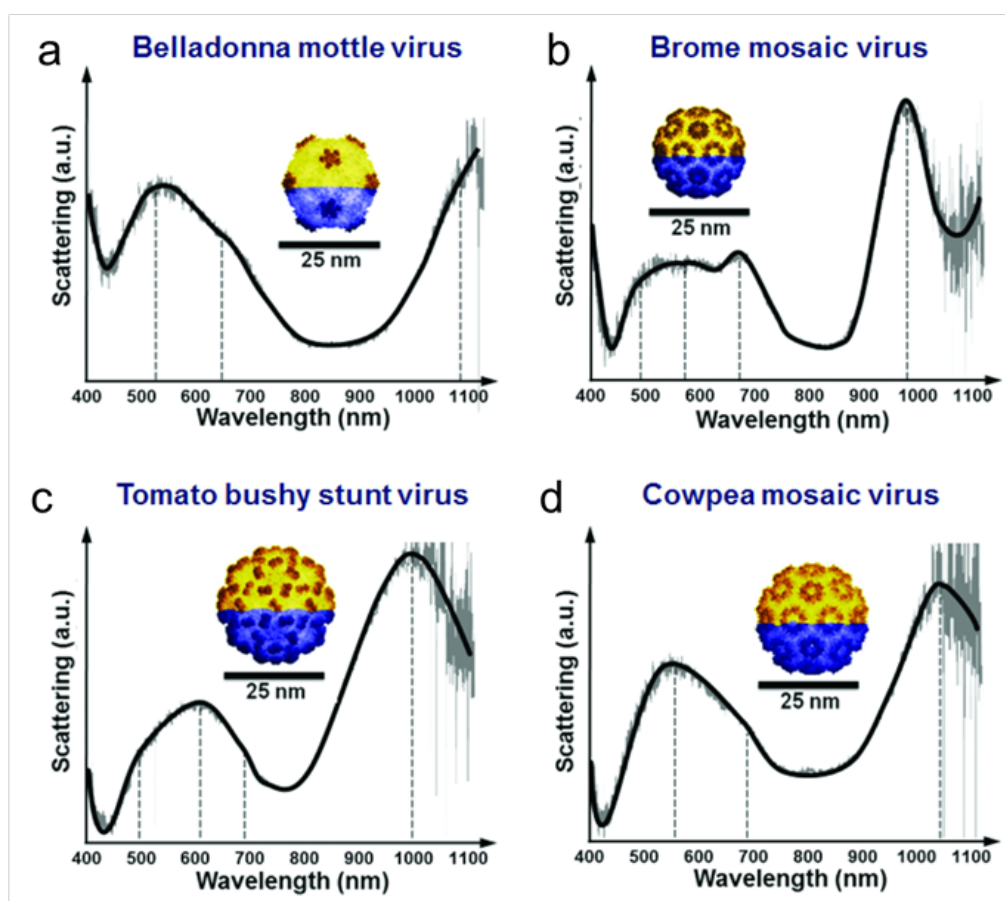 a
Belladonna mottle virus
Scattering (a.u.)
25 nm
400 500 600 700 800 900 1000 1100
Wavelength (nm)
b
Brome mosaic virus
Scattering (a.u.)
25 nm
400 500 600 700 800 900 1000 1100
Wavelength (nm)
c
Tomato bushy stunt virus
Scattering (a.u.)
25 nm
400 500 600 700 800 900 1000 1100
Wavelength (nm)
d
Cowpea mosaic virus
Scattering (a.u.)
25 nm
400 500 600 700 800 900 1000 1100
Wavelength (nm)